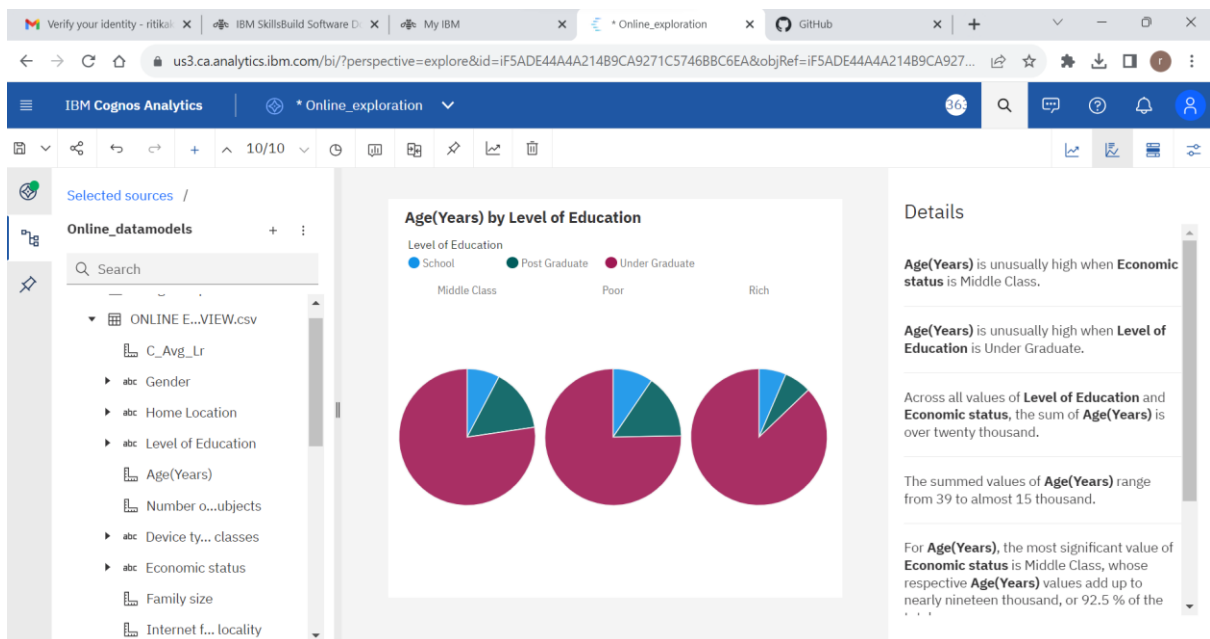 Verify your identity - ritikal
IBM SkillsBuild Software D
My IBM
* Online_exploration
GitHub
us3.ca.analytics.ibm.com/bi/?perspective=explore&id=iF5ADE44A4A214B9CA9271C5746BBC6EA&objRef=iF5ADE44A4A214B9CA927...
r
IBM Cognos Analytics
* Online_exploration
363
10/10
Selected sources /
Online_datamodels
Search
ONLINE E...VIEW.csv
C_Avg_Lr
abc Gender
abc Home Location
abc Level of Education
Age(Years)
Number o...ubjects
abc Device ty... classes
abc Economic status
Family size
Internet f... locality
Age(Years) by Level of Education
Level of Education
School Post Graduate Under Graduate
Middle Class Poor Rich
Details
Age(Years) is unusually high when Economic
status is Middle Class.
Age(Years) is unusually high when Level of
Education is Under Graduate.
Across all values of Level of Education and
Economic status, the sum of Age(Years) is
over twenty thousand.
The summed values of Age(Years) range
from 39 to almost 15 thousand.
For Age(Years), the most significant value of
Economic status is Middle Class, whose
respective Age(Years) values add up to
nearly nineteen thousand, or 92.5 % of the